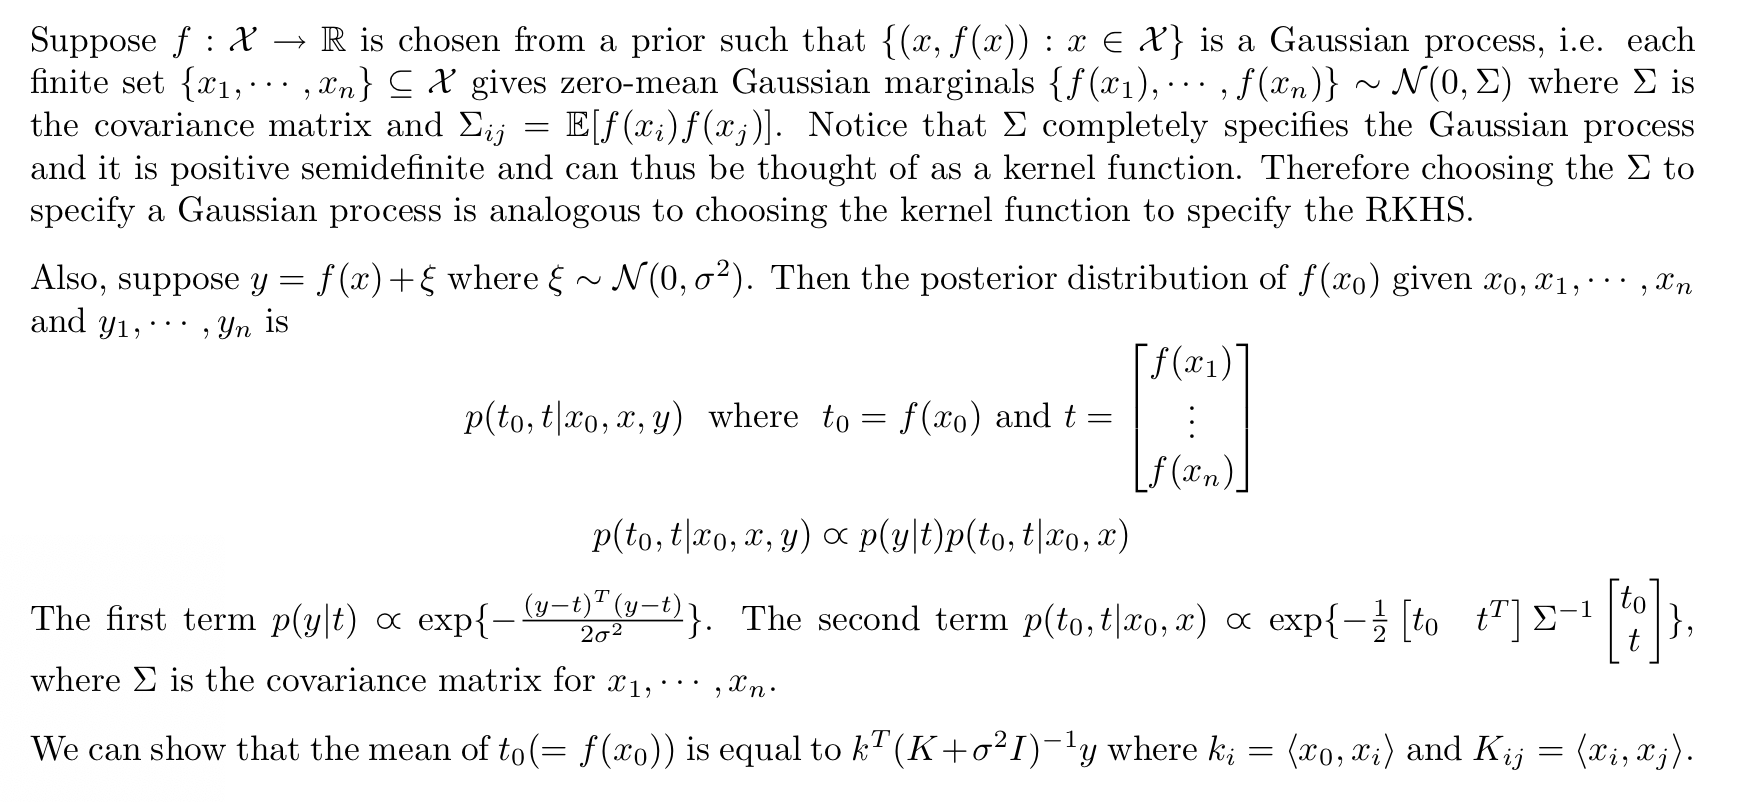 Suppose f : 𝒳 → ℝ is chosen from a prior such that {(x, f(x)) : x ∈ 𝒳} is a Gaussian process, i.e. each
finite set {x₁, ⋯ , xₙ} ⊆ 𝒳 gives zero-mean Gaussian marginals {f(x₁), ⋯ , f(xₙ)} ∼ 𝒩(0, Σ) where Σ is
the covariance matrix and Σᵢⱼ = 𝔼[f(xᵢ)f(xⱼ)]. Notice that Σ completely specifies the Gaussian process
and it is positive semidefinite and can thus be thought of as a kernel function. Therefore choosing the Σ to
specify a Gaussian process is analogous to choosing the kernel function to specify the RKHS.
Also, suppose y = f(x) + ξ where ξ ∼ 𝒩(0, σ²). Then the posterior distribution of f(x₀) given x₀, x₁, ⋯ , xₙ
and y₁, ⋯ , yₙ is
p(t₀, t|x₀, x, y) where t₀ = f(x₀) and t = [f(x₁) ⋮ f(xₙ)]
p(t₀, t|x₀, x, y) ∝ p(y|t)p(t₀, t|x₀, x)
The first term p(y|t) ∝ exp{−(y−t)ᵀ(y−t)/2σ²}. The second term p(t₀, t|x₀, x) ∝ exp{−1/2 [t₀ tᵀ] Σ⁻¹ [t₀ t]},
where Σ is the covariance matrix for x₁, ⋯ , xₙ.
We can show that the mean of t₀(= f(x₀)) is equal to kᵀ(K + σ²I)⁻¹y where kᵢ = ⟨x₀, xᵢ⟩ and Kᵢⱼ = ⟨xᵢ, xⱼ⟩.